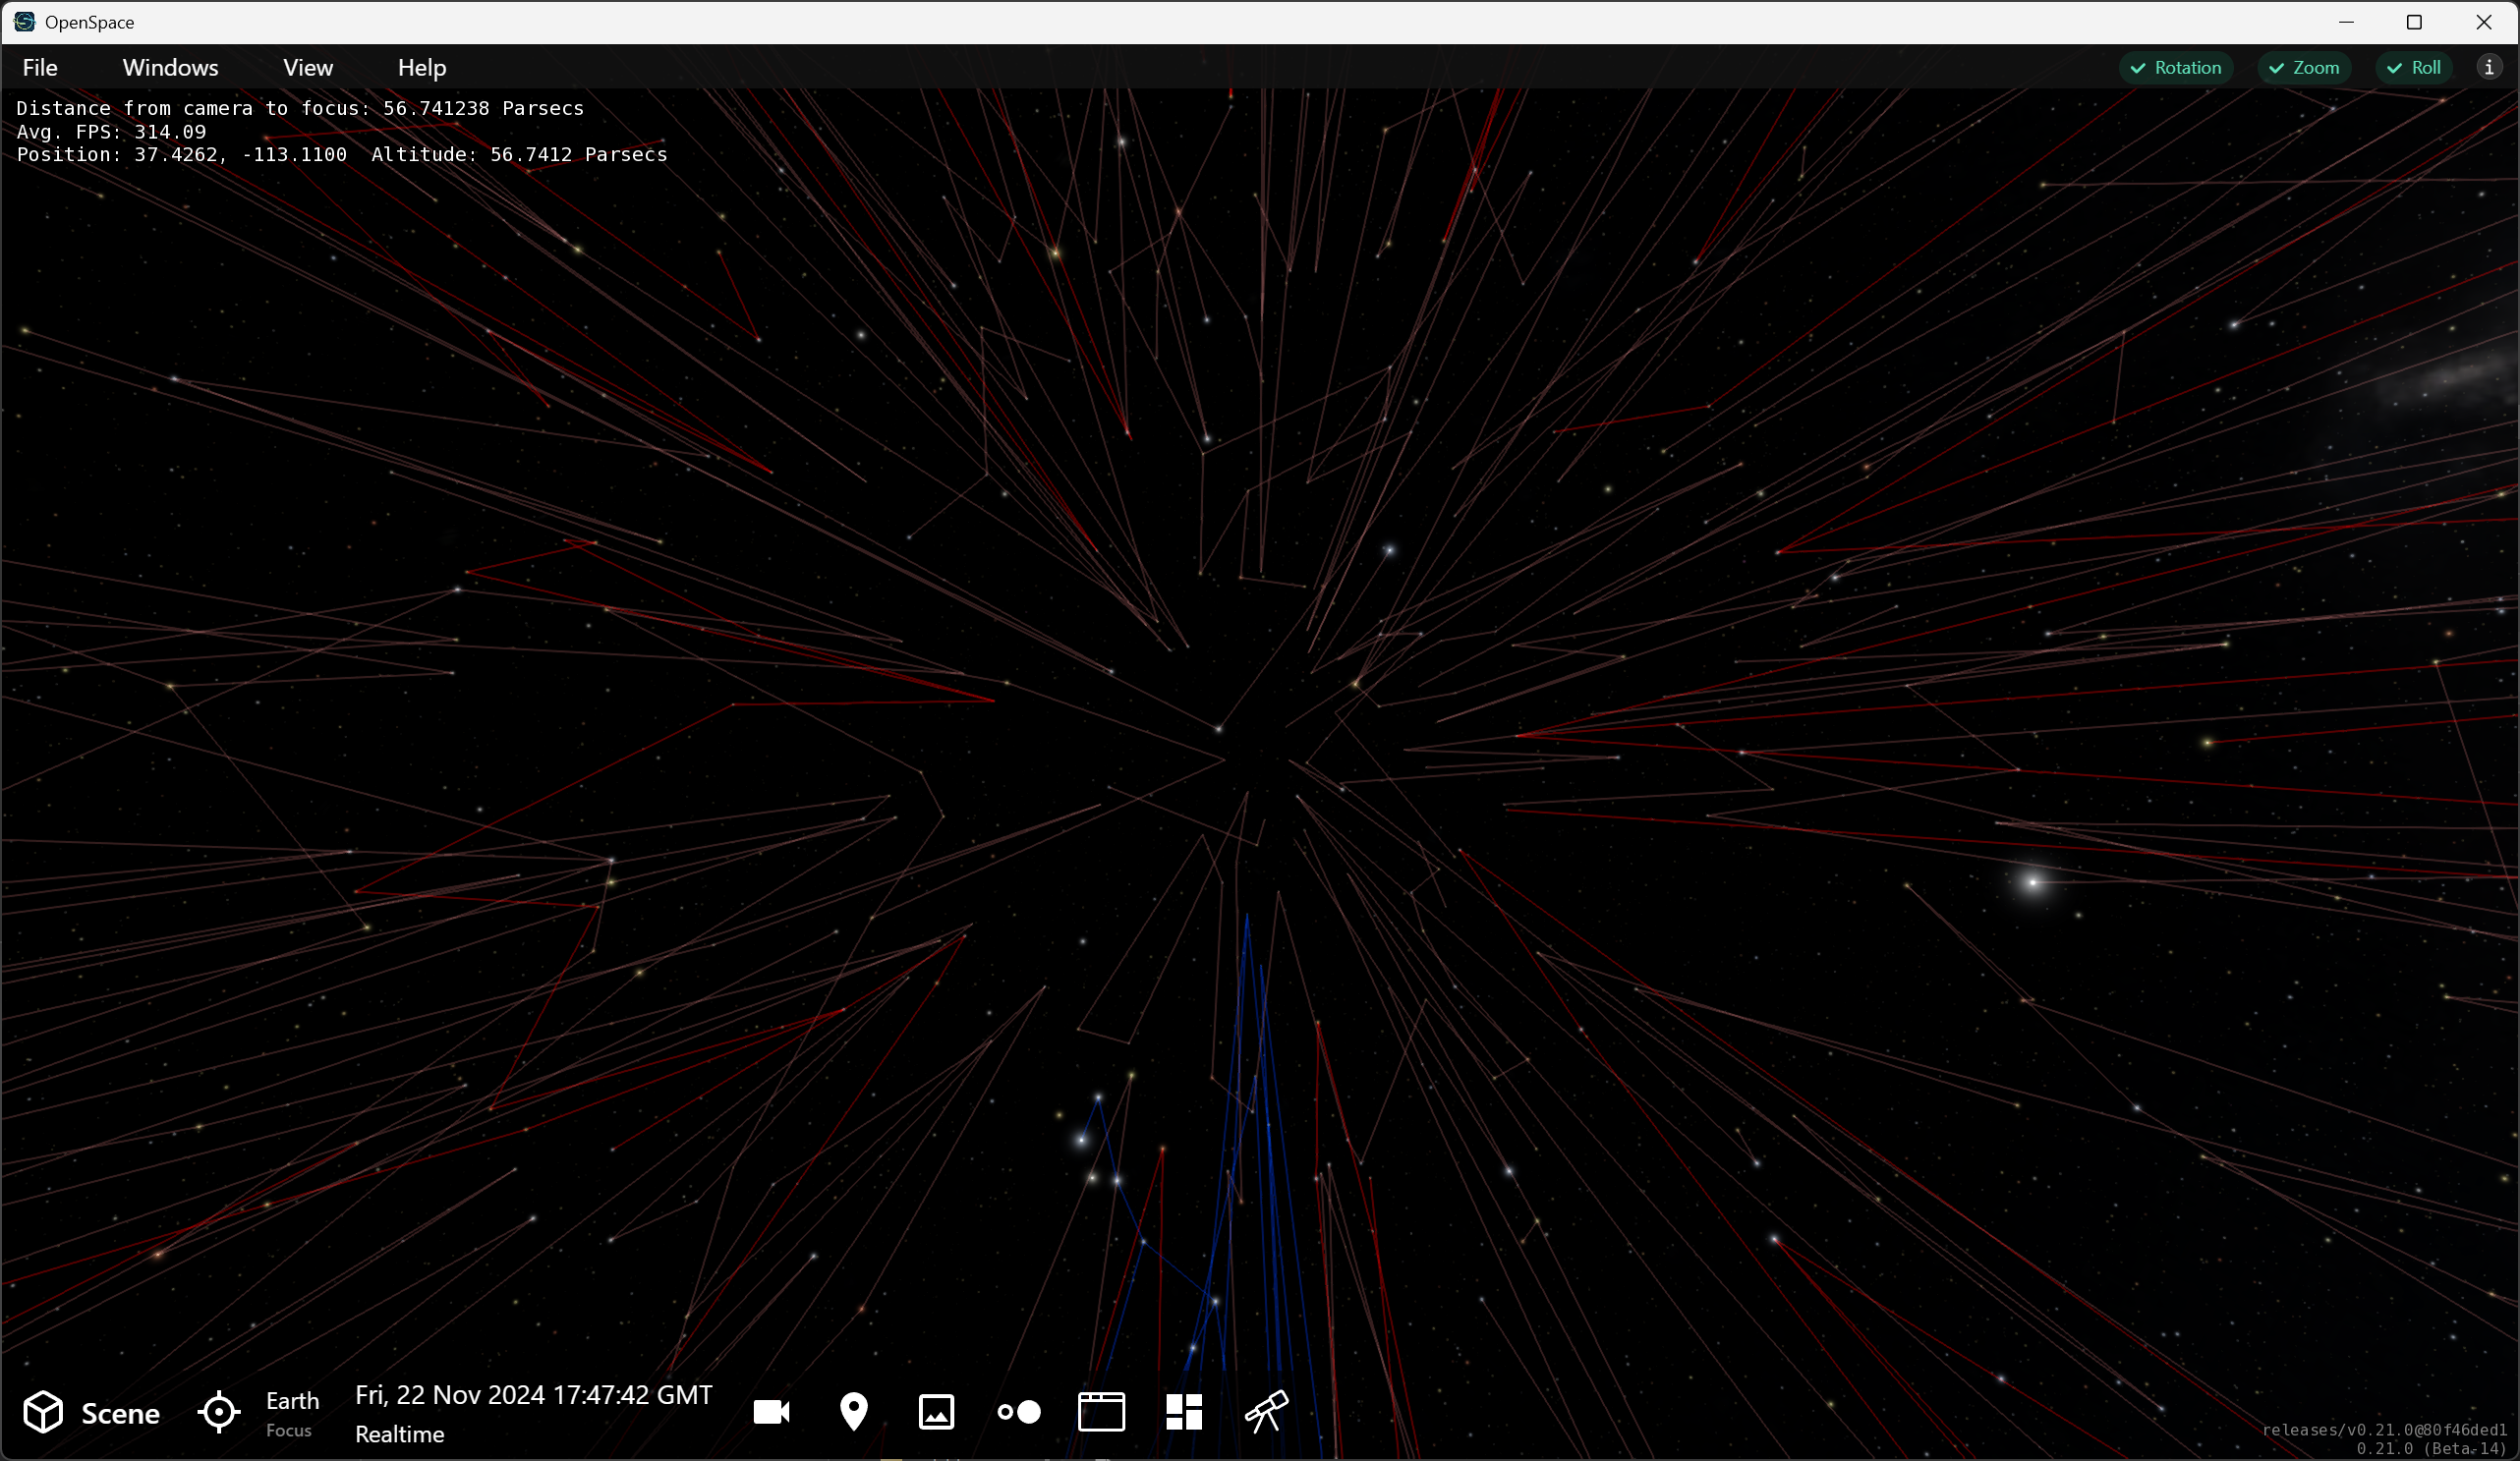 OpenSpace
File Windows View Help Rotation Zoom Roll
Distance from camera to focus: 56.741238 Parsecs
Avg. FPS: 314.09
Position: 37.4262, -113.1100 Altitude: 56.7412 Parsecs
Scene
Earth
Focus
Fri, 22 Nov 2024 17:47:42 GMT
Realtime
releases/v0.21.0@80f46ded1
0.21.0 (Beta-14)